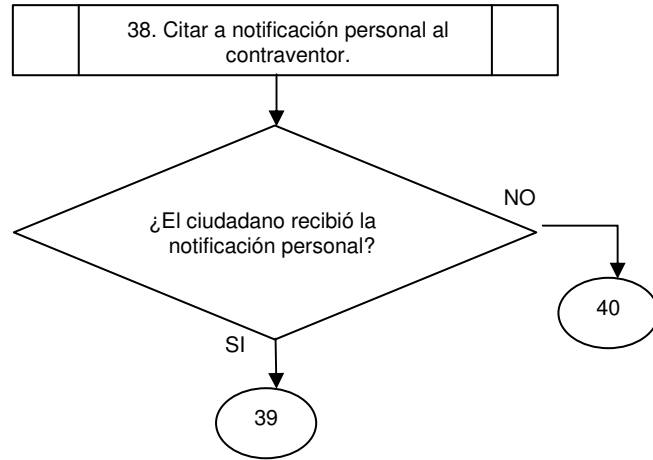 38. Citar a notificación personal al
contraventor.
¿El ciudadano recibió la
notificación personal?
NO
40
SI
39